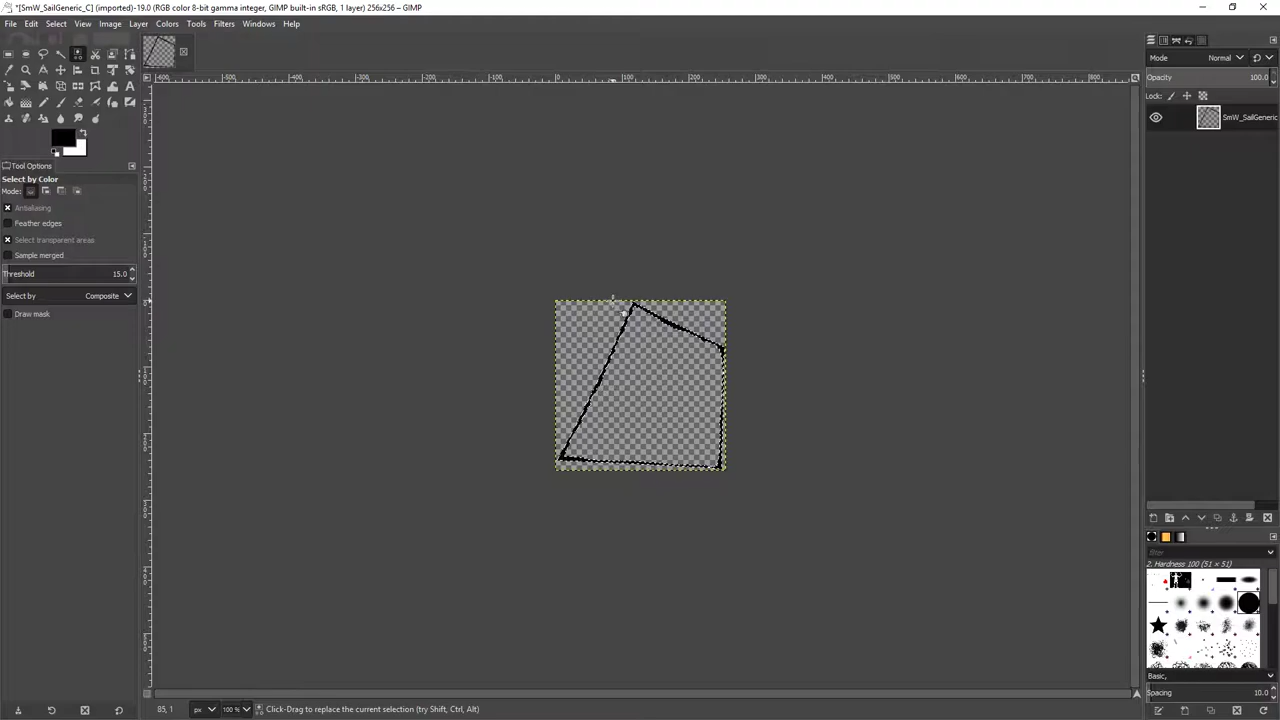 *[SmW_SailGeneric_C] (imported)-19.0 (RGB color 8-bit gamma integer, GIMP built-in sRGB, 1 layer) 256x256 – GIMP
File Edit Select View Image Layer Colors Tools Filters Windows Help
Mode Normal
Opacity 100.0
Lock:
SmW_SailGeneric
Tool Options
Select by Color
Mode:
Antialiasing
Feather edges
Select transparent areas
Sample merged
Threshold 15.0
Select by Composite
Draw mask
filter
2. Hardness 100 (51 × 51)
Basic,
Spacing 10.0
85, 1 px 100 % Click-Drag to replace the current selection (try Shift, Ctrl, Alt)